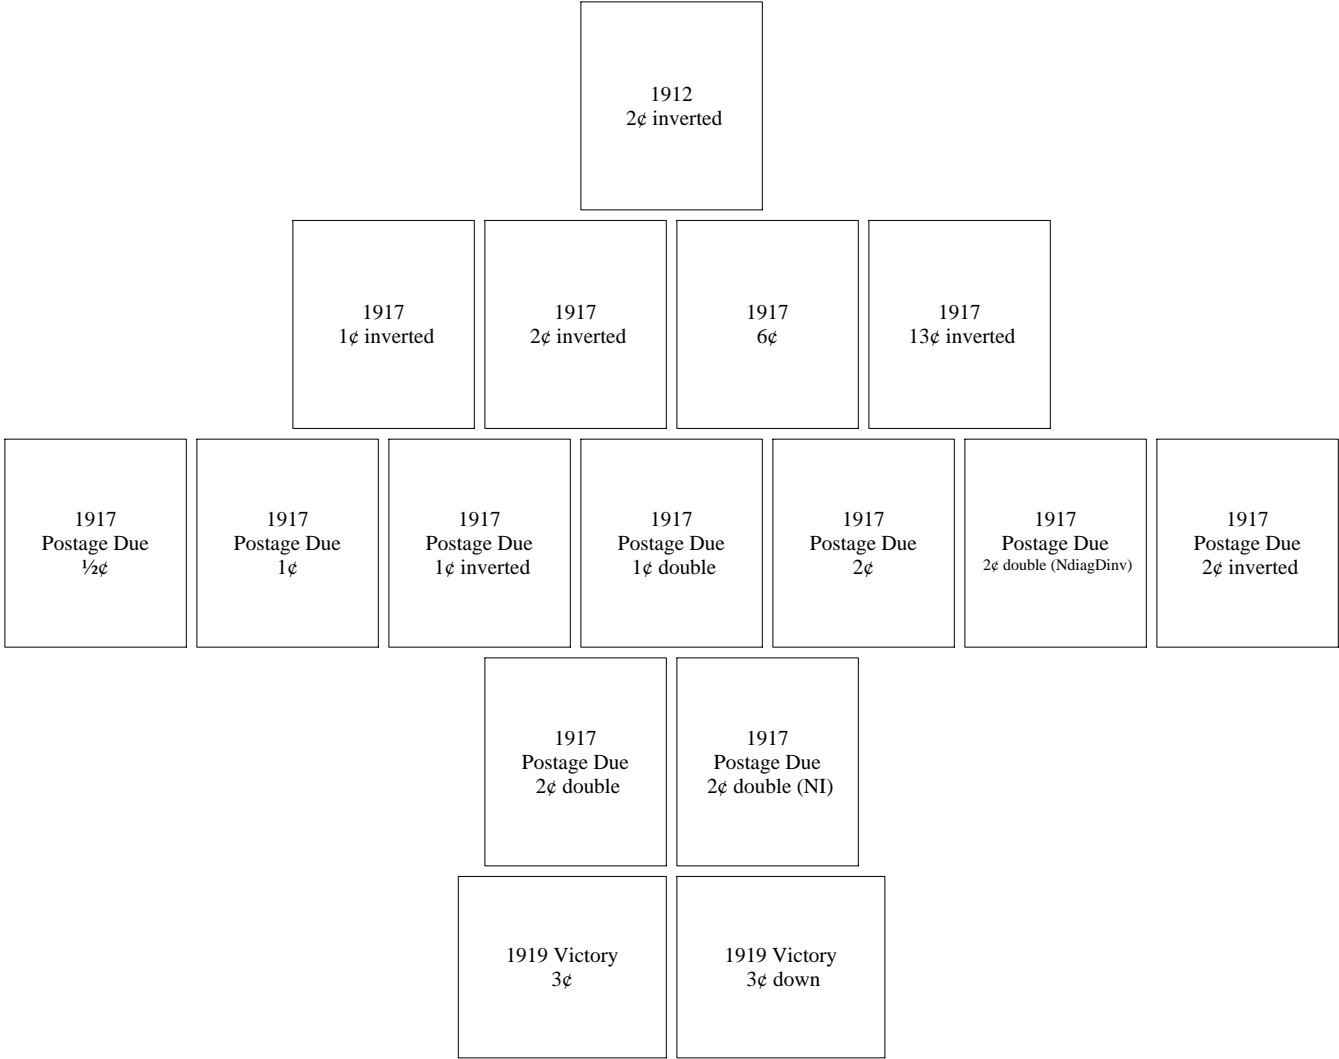 1912
2¢ inverted
1917
1¢ inverted
1917
2¢ inverted
1917
6¢
1917
13¢ inverted
1917
Postage Due
½¢
1917
Postage Due
1¢
1917
Postage Due
1¢ inverted
1917
Postage Due
1¢ double
1917
Postage Due
2¢
1917
Postage Due
2¢ double (NdiagDinv)
1917
Postage Due
2¢ inverted
1917
Postage Due
2¢ double
1917
Postage Due
2¢ double (NI)
1919 Victory
3¢
1919 Victory
3¢ down